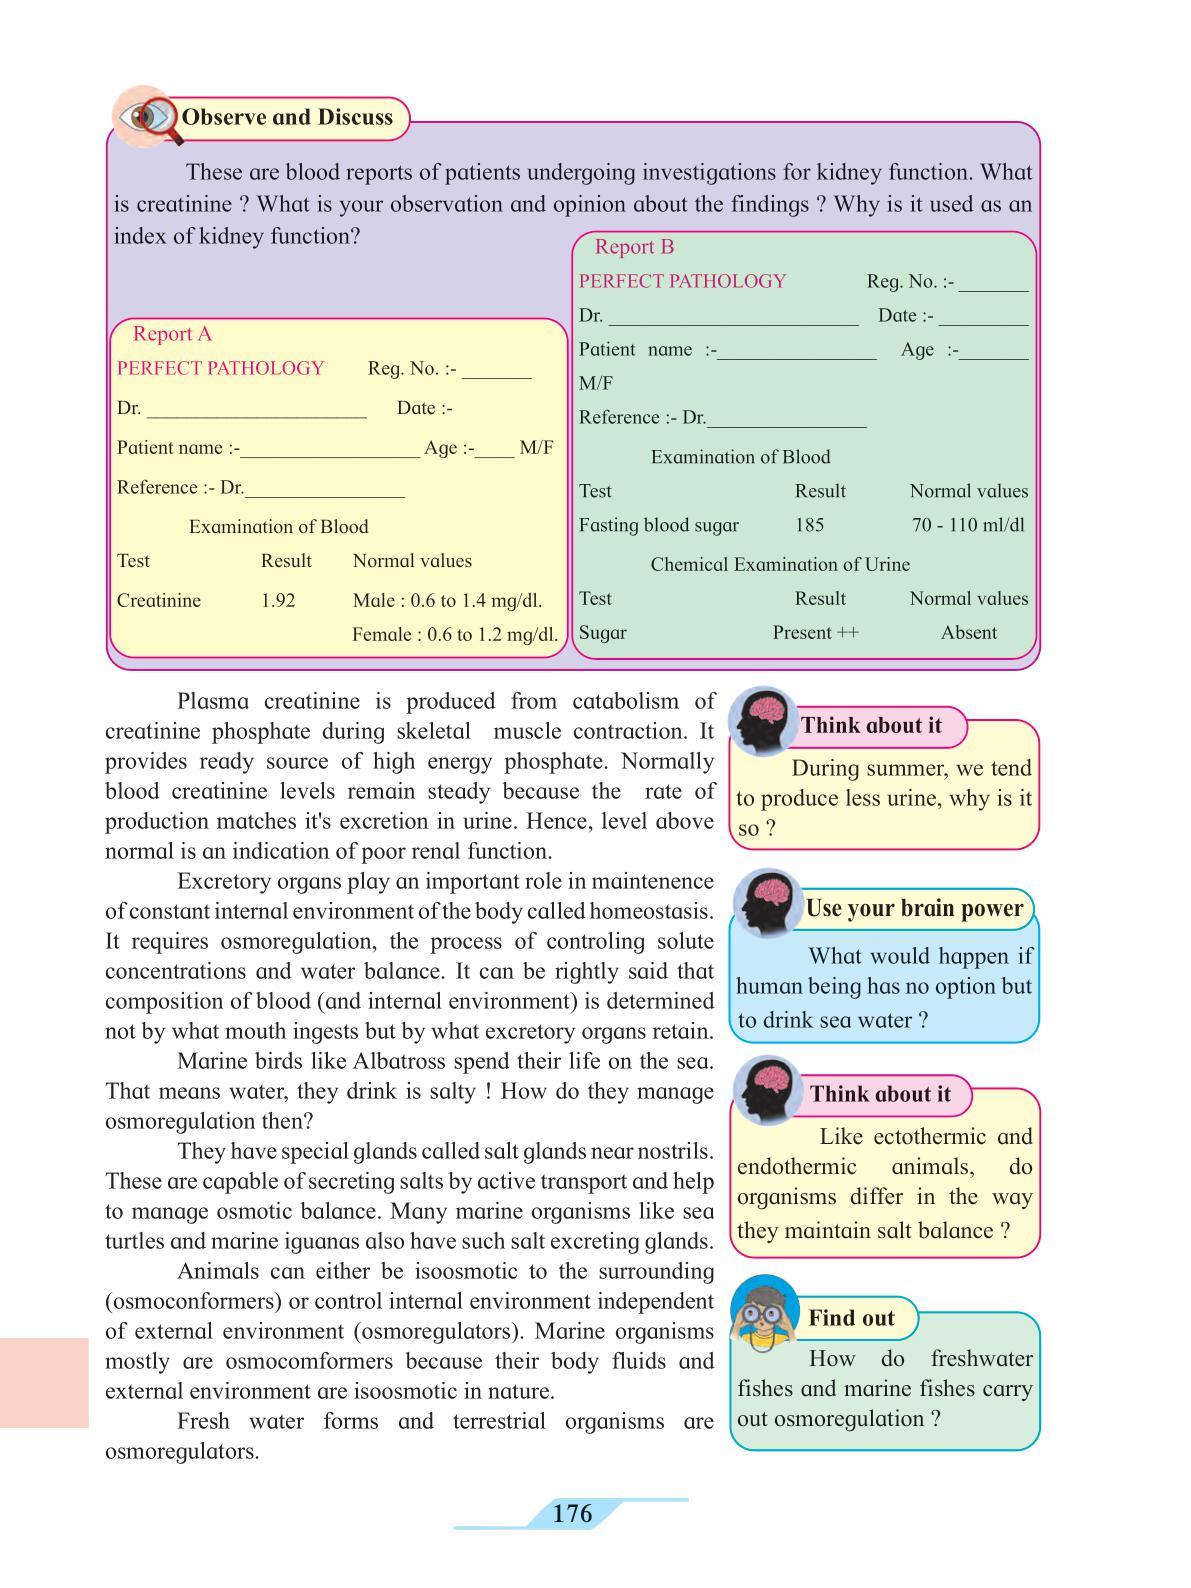 Observe and Discuss
These are blood reports of patients undergoing investigations for kidney function. What
is creatinine ? What is your observation and opinion about the findings ? Why is it used as an
index of kidney function?
Report A
PERFECT PATHOLOGY Reg. No. :- _______
Dr. ______________________ Date :-
Patient name :-__________________ Age :-____ M/F
Reference :- Dr.________________
Examination of Blood
Test Result Normal values
Creatinine 1.92 Male : 0.6 to 1.4 mg/dl.
Female : 0.6 to 1.2 mg/dl.
Report B
PERFECT PATHOLOGY Reg. No. :- _______
Dr. _________________________ Date :- _________
Patient name :-________________ Age :-_______
M/F
Reference :- Dr.________________
Examination of Blood
Test Result Normal values
Fasting blood sugar 185 70 - 110 ml/dl
Chemical Examination of Urine
Test Result Normal values
Sugar Present ++ Absent
Plasma creatinine is produced from catabolism of
creatinine phosphate during skeletal muscle contraction. It
provides ready source of high energy phosphate. Normally
blood creatinine levels remain steady because the rate of
production matches it's excretion in urine. Hence, level above
normal is an indication of poor renal function.
Excretory organs play an important role in maintenence
of constant internal environment of the body called homeostasis.
It requires osmoregulation, the process of controling solute
concentrations and water balance. It can be rightly said that
composition of blood (and internal environment) is determined
not by what mouth ingests but by what excretory organs retain.
Marine birds like Albatross spend their life on the sea.
That means water, they drink is salty ! How do they manage
osmoregulation then?
They have special glands called salt glands near nostrils.
These are capable of secreting salts by active transport and help
to manage osmotic balance. Many marine organisms like sea
turtles and marine iguanas also have such salt excreting glands.
Animals can either be isoosmotic to the surrounding
(osmoconformers) or control internal environment independent
of external environment (osmoregulators). Marine organisms
mostly are osmocomformers because their body fluids and
external environment are isoosmotic in nature.
Fresh water forms and terrestrial organisms are
osmoregulators.
Think about it
During summer, we tend
to produce less urine, why is it
so ?
Use your brain power
What would happen if
human being has no option but
to drink sea water ?
Think about it
Like ectothermic and
endothermic animals, do
organisms differ in the way
they maintain salt balance ?
Find out
How do freshwater
fishes and marine fishes carry
out osmoregulation ?
176